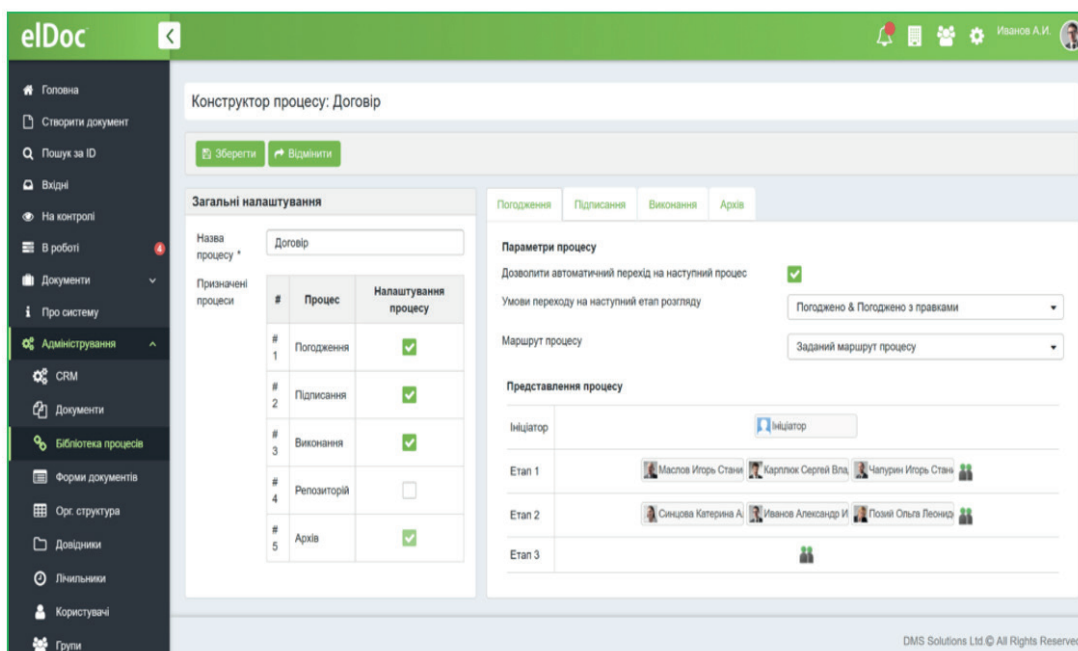 elDoc
Иванов А.И.
Головна
Створити документ
Пошук за ID
Вхідні
На контролі
В роботі
4
Документи
Про систему
Адміністрування
CRM
Документи
Бібліотека процесів
Форми документів
Орг. структура
Довідники
Лічильники
Користувачі
Групи
Конструктор процесу: Договір
Зберегти
Відмінити
Загальні налаштування
Назва
процесу *
Договір
Призначені
процеси
# Процес Налаштування
процесу
# 1 Погодження
# 2 Підписання
# 3 Виконання
# 4 Репозиторій
# 5 Архів
Погодження Підписання Виконання Архів
Параметри процесу
Дозволити автоматичний перехід на наступний процес
Умови переходу на наступний етап розгляду
Погоджено & Погоджено з правками
Маршрут процесу
Заданий маршрут процесу
Представлення процесу
Ініціатор Ініціатор
Етап 1 Маслов Игорь Стани Карплюк Сергей Вла Чапурин Игорь Стан
Етап 2 Синцова Катерина А Иванов Александр И Позий Ольга Леонид
Етап 3
DMS Solutions Ltd.© All Rights Reserved